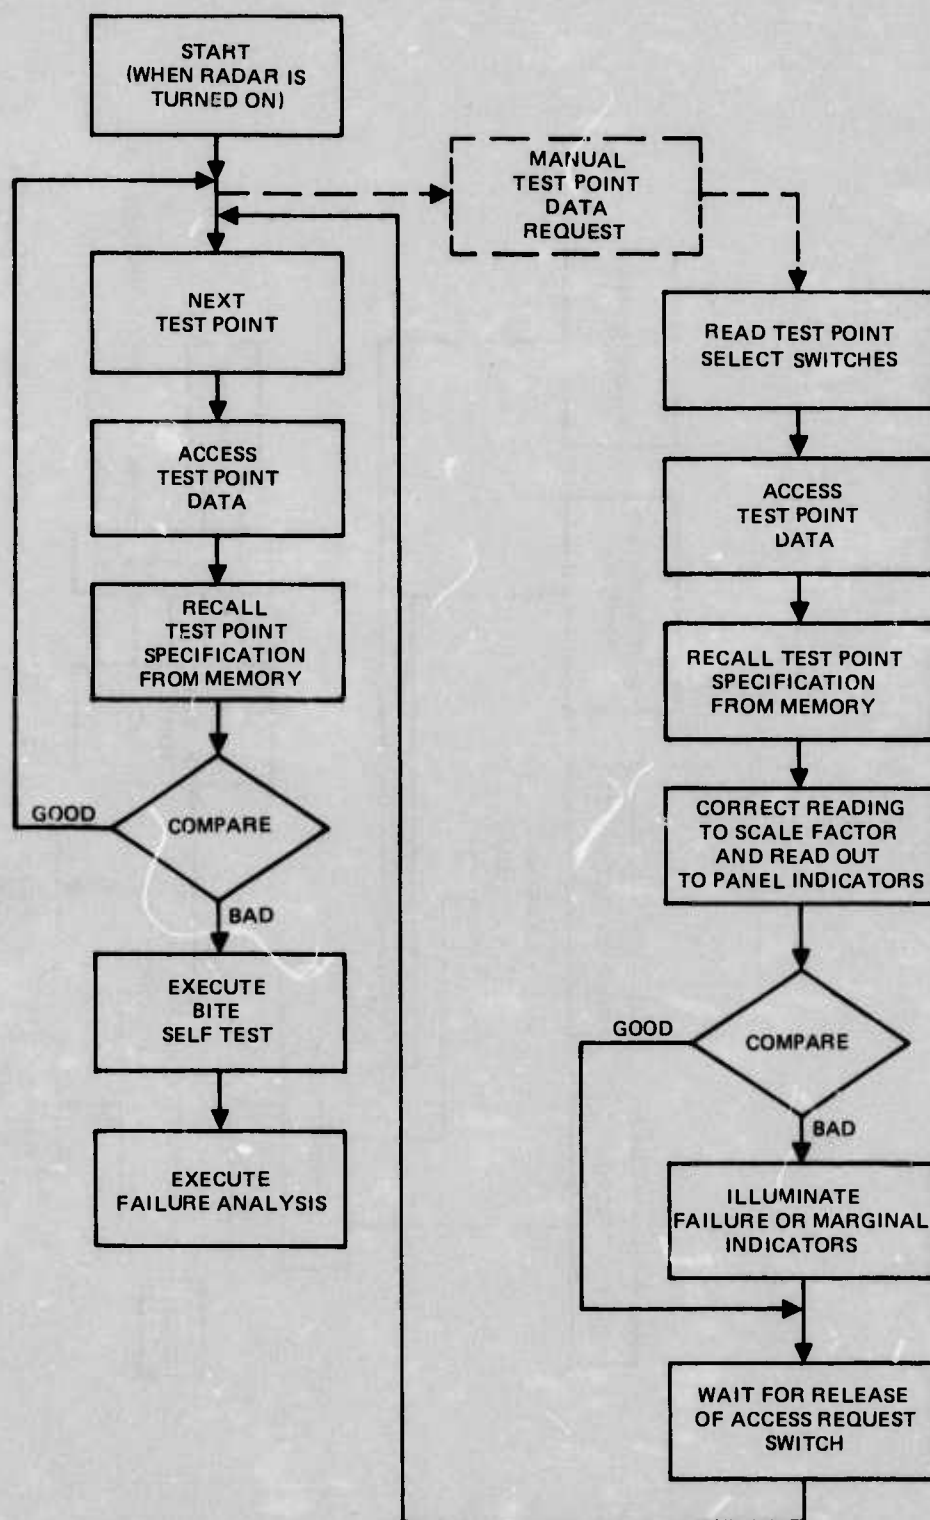 START
(WHEN RADAR IS
TURNED ON)
MANUAL
TEST POINT
DATA
REQUEST
NEXT
TEST POINT
ACCESS
TEST POINT
DATA
RECALL
TEST POINT
SPECIFICATION
FROM MEMORY
GOOD
COMPARE
BAD
EXECUTE
BITE
SELF TEST
EXECUTE
FAILURE ANALYSIS
READ TEST POINT
SELECT SWITCHES
ACCESS
TEST POINT
DATA
RECALL TEST POINT
SPECIFICATION
FROM MEMORY
CORRECT READING
TO SCALE FACTOR
AND READ OUT
TO PANEL INDICATORS
GOOD
COMPARE
BAD
ILLUMINATE
FAILURE OR MARGINAL
INDICATORS
WAIT FOR RELEASE
OF ACCESS REQUEST
SWITCH